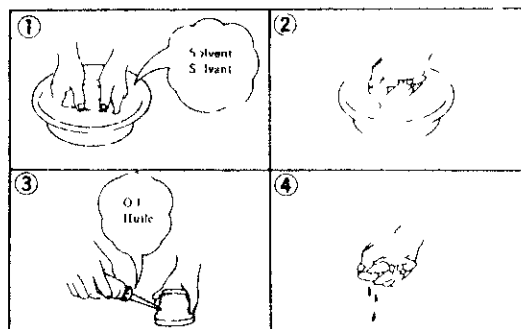 ①
Solvent
Solvant
②
③
Oil
Huile
④